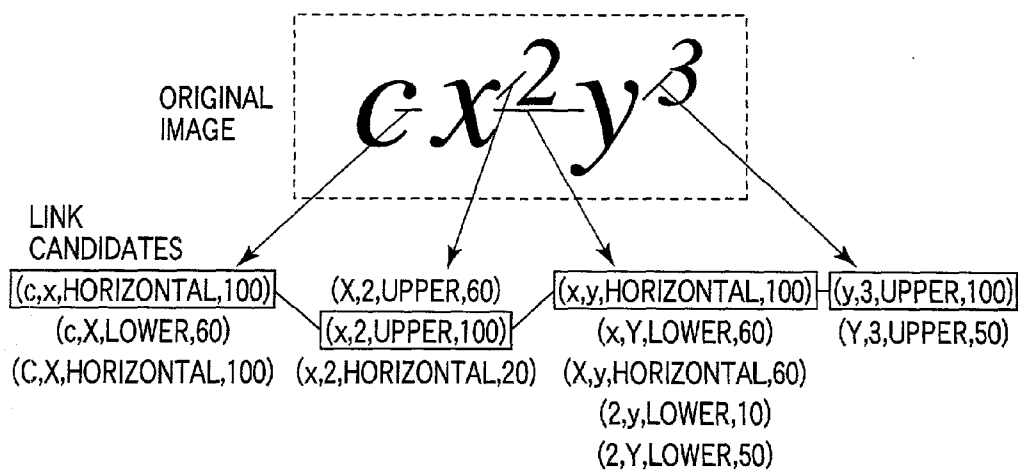 cx²y³
ORIGINAL
IMAGE
LINK
CANDIDATES
(c,x,HORIZONTAL,100) (X,2,UPPER,60) (x,y,HORIZONTAL,100) (y,3,UPPER,100)
(c,X,LOWER,60) (x,2,UPPER,100) (x,Y,LOWER,60) (Y,3,UPPER,50)
(C,X,HORIZONTAL,100) (x,2,HORIZONTAL,20) (X,y,HORIZONTAL,60)
(2,y,LOWER,10)
(2,Y,LOWER,50)